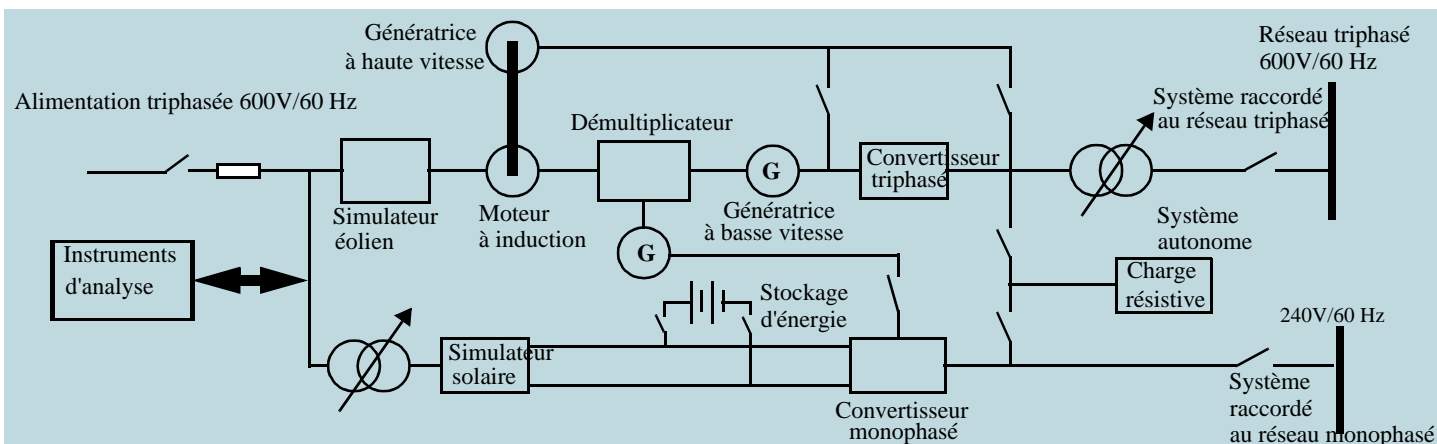 Génératrice
à haute vitesse
Réseau triphasé
600V/60 Hz
Alimentation triphasée 600V/60 Hz
Système raccordé
au réseau triphasé
Démultiplicateur
Convertisseur
triphasé
G
Simulateur
éolien
Moteur
à induction
Génératrice
à basse vitesse
Système
autonome
G
Instruments
d'analyse
Charge
résistive
Stockage
d'énergie
240V/60 Hz
Simulateur
solaire
Convertisseur
monophasé
Système
raccordé
au réseau monophasé